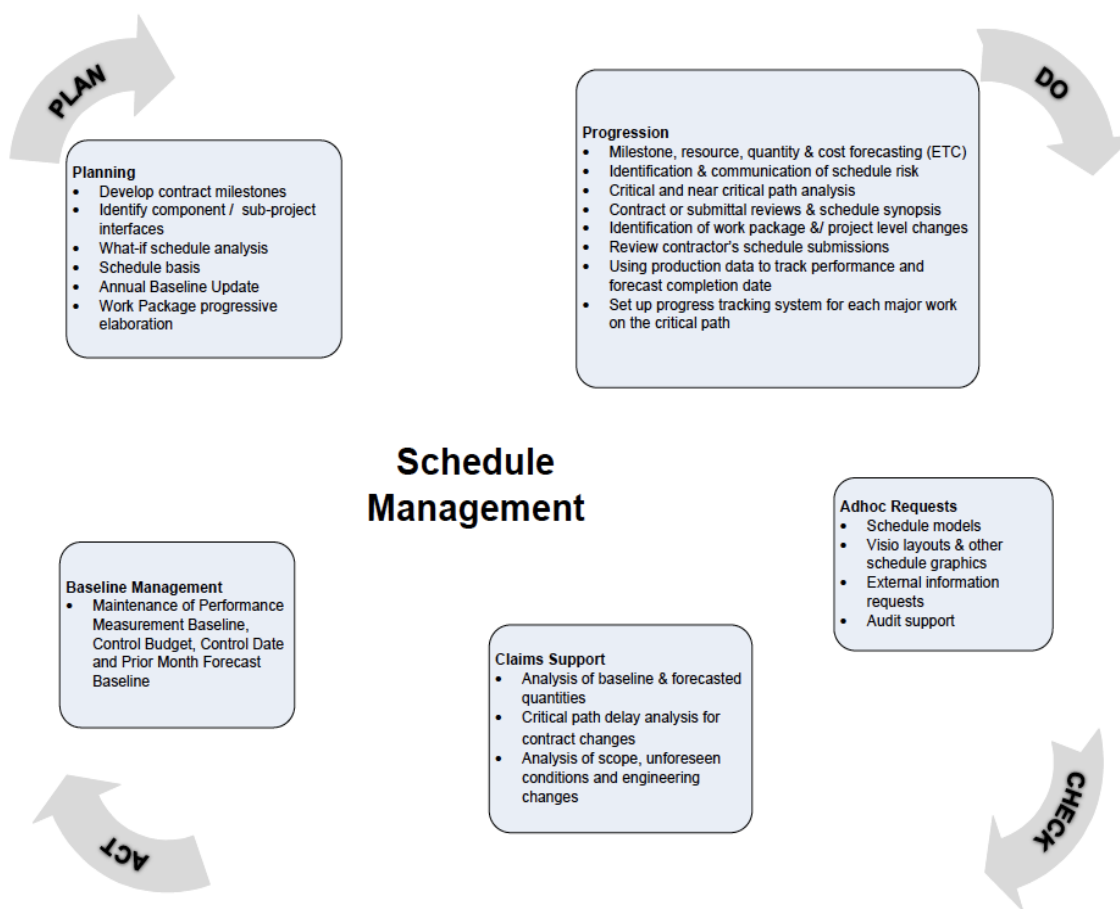 PLAN
DO
Planning
• Develop contract milestones
• Identify component / sub-project
interfaces
• What-if schedule analysis
• Schedule basis
• Annual Baseline Update
• Work Package progressive
elaboration
Progression
• Milestone, resource, quantity & cost forecasting (ETC)
• Identification & communication of schedule risk
• Critical and near critical path analysis
• Contract or submittal reviews & schedule synopsis
• Identification of work package &/ project level changes
• Review contractor's schedule submissions
• Using production data to track performance and
forecast completion date
• Set up progress tracking system for each major work
on the critical path
Schedule
Management
Adhoc Requests
• Schedule models
• Visio layouts & other
schedule graphics
• External information
requests
• Audit support
Baseline Management
• Maintenance of Performance
Measurement Baseline,
Control Budget, Control Date
and Prior Month Forecast
Baseline
Claims Support
• Analysis of baseline & forecasted
quantities
• Critical path delay analysis for
contract changes
• Analysis of scope, unforeseen
conditions and engineering
changes
CHECK
ACT